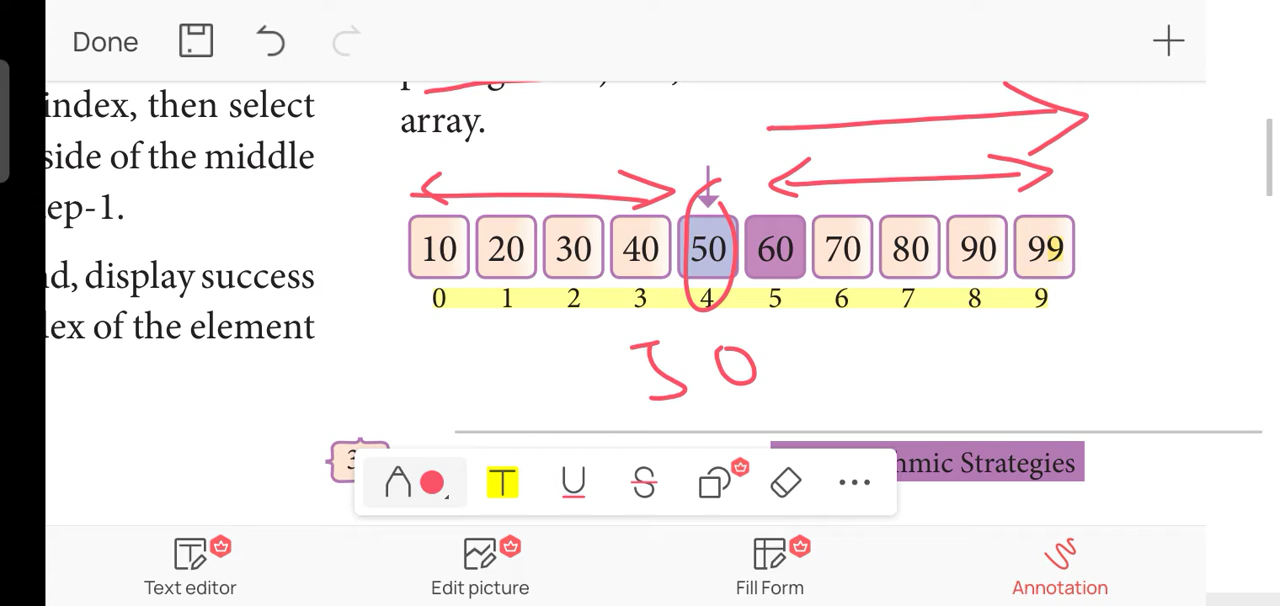 Done
index, then select
side of the middle
ep-1.
d, display success
ex of the element
array.
10 20 30 40 50 60 70 80 90 99
0 1 2 3 4 5 6 7 8 9
50
mic Strategies
Text editor
Edit picture
Fill Form
Annotation